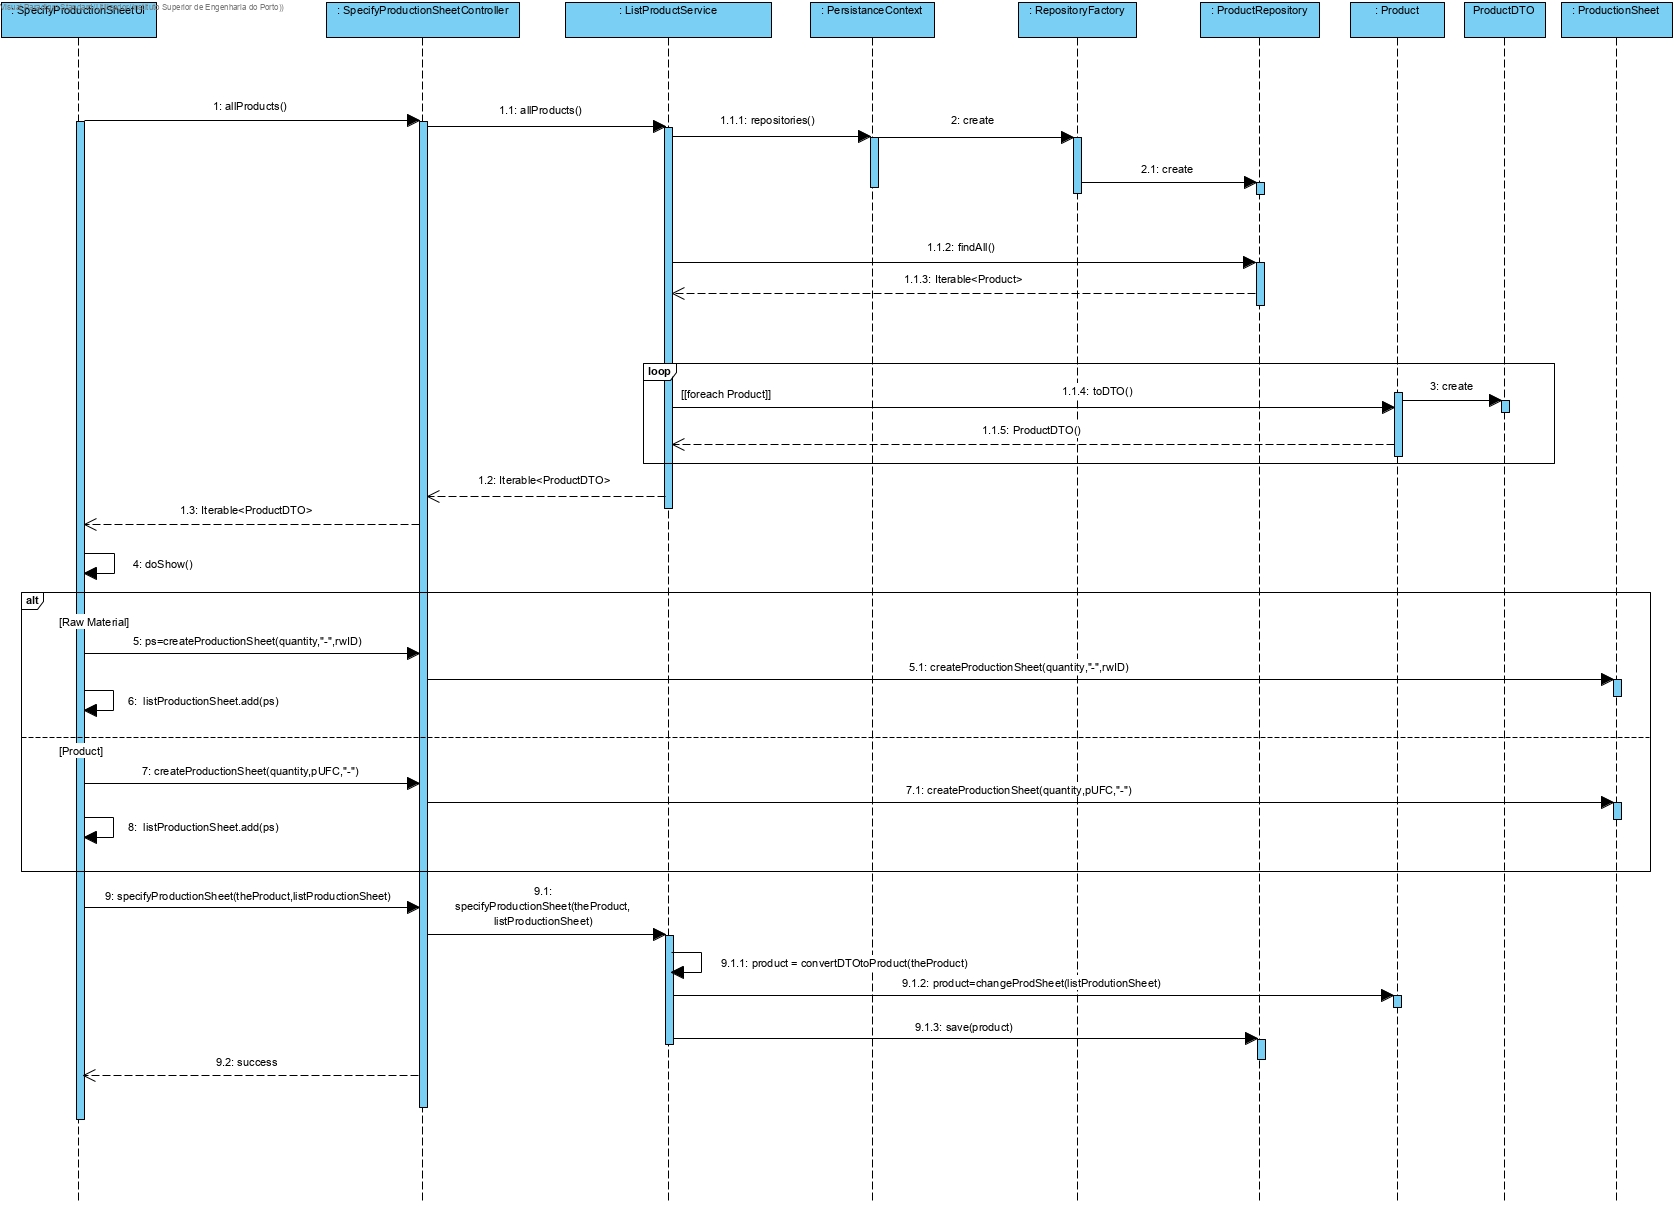 : SpecifyProductionSheetUI
Superior de Engenharia do Porto))
: SpecifyProductionSheetController
: ListProductService
: PersistanceContext
: RepositoryFactory
: ProductRepository
: Product
ProductDTO
: ProductionSheet
1: allProducts()
1.1: allProducts()
1.1.1: repositories()
2: create
2.1: create
1.1.2: findAll()
1.1.3: Iterable<Product>
loop
[[foreach Product]]
1.1.4: toDTO()
3: create
1.1.5: ProductDTO()
1.2: Iterable<ProductDTO>
1.3: Iterable<ProductDTO>
4: doShow()
alt
[Raw Material]
5: ps=createProductionSheet(quantity,"-",rwID)
5.1: createProductionSheet(quantity,"-",rwID)
6: listProductionSheet.add(ps)
[Product]
7: createProductionSheet(quantity,pUFC,"-")
7.1: createProductionSheet(quantity,pUFC,"-")
8: listProductionSheet.add(ps)
9: specifyProductionSheet(theProduct,listProductionSheet)
9.1:
specifyProductionSheet(theProduct,
listProductionSheet)
9.1.1: product = convertDTOtoProduct(theProduct)
9.1.2: product=changeProdSheet(listProdutionSheet)
9.1.3: save(product)
9.2: success